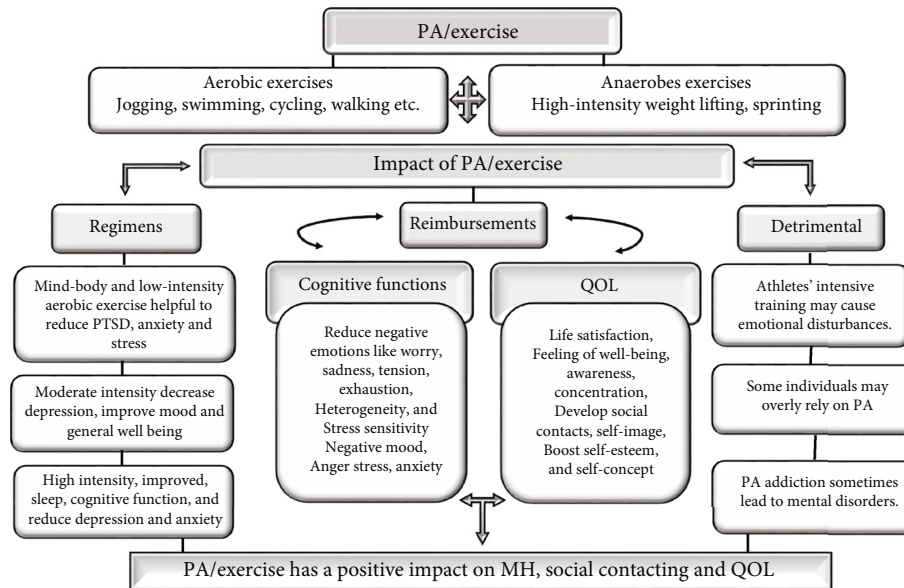 PA/exercise
Aerobic exercises
Jogging, swimming, cycling, walking etc.
Anaerobes exercises
High-intensity weight lifting, sprinting
Impact of PA/exercise
Regimens
Reimbursements
Detrimental
Mind-body and low-intensity
aerobic exercise helpful to
reduce PTSD, anxiety and
stress
Moderate intensity decrease
depression, improve mood and
general well being
High intensity, improved,
sleep, cognitive function, and
reduce depression and anxiety
Cognitive functions
Reduce negative
emotions like worry,
sadness, tension,
exhaustion,
Heterogeneity, and
Stress sensitivity
Negative mood,
Anger stress, anxiety
QOL
Life satisfaction,
Feeling of well-being,
awareness,
concentration,
Develop social
contacts, self-image,
Boost self-esteem,
and self-concept
Athletes' intensive
training may cause
emotional disturbances.
Some individuals may
overly rely on PA
PA addiction sometimes
lead to mental disorders.
PA/exercise has a positive impact on MH, social contacting and QOL